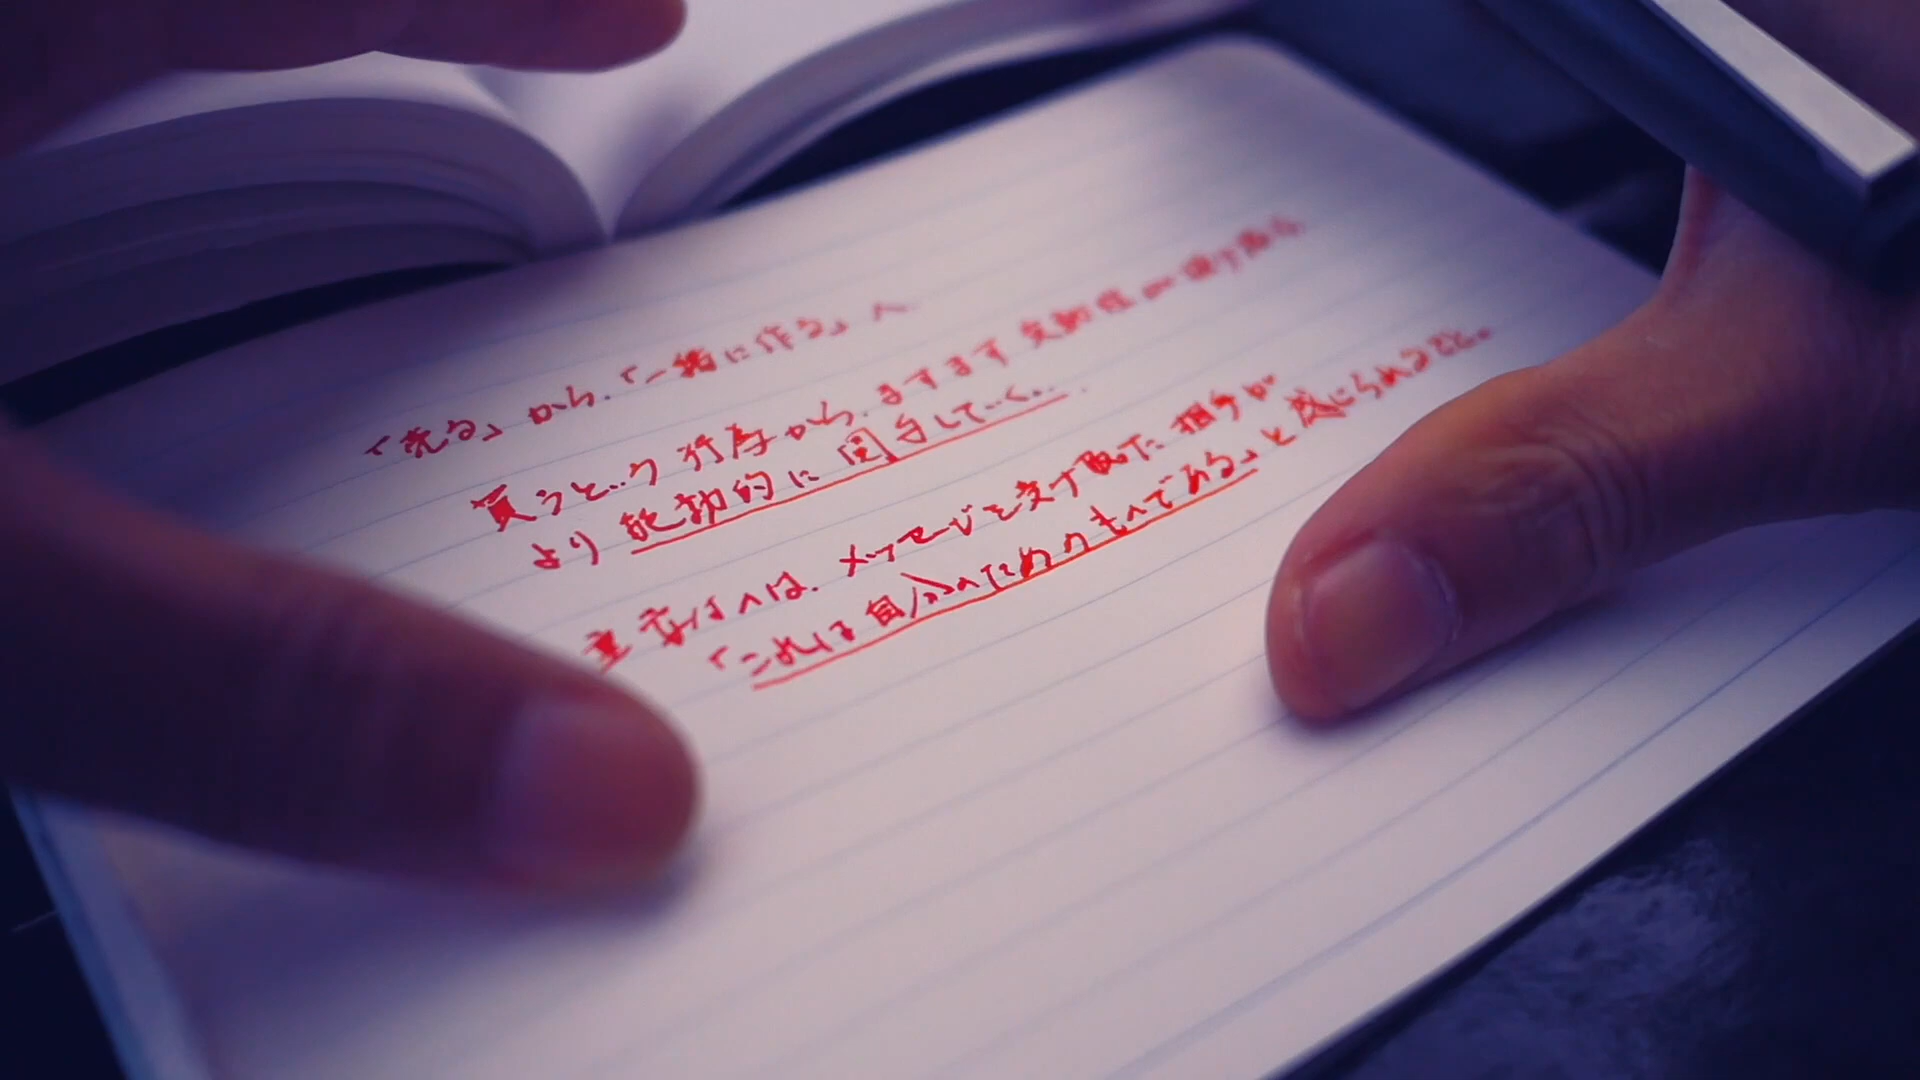 「売る」から、「一緒に作る」へ
買うという行為から、ますます
より能動的に関与していく。
重要なのは、メッセージを受け取った相手が
「これは自分のためのものである」と感じられるか。